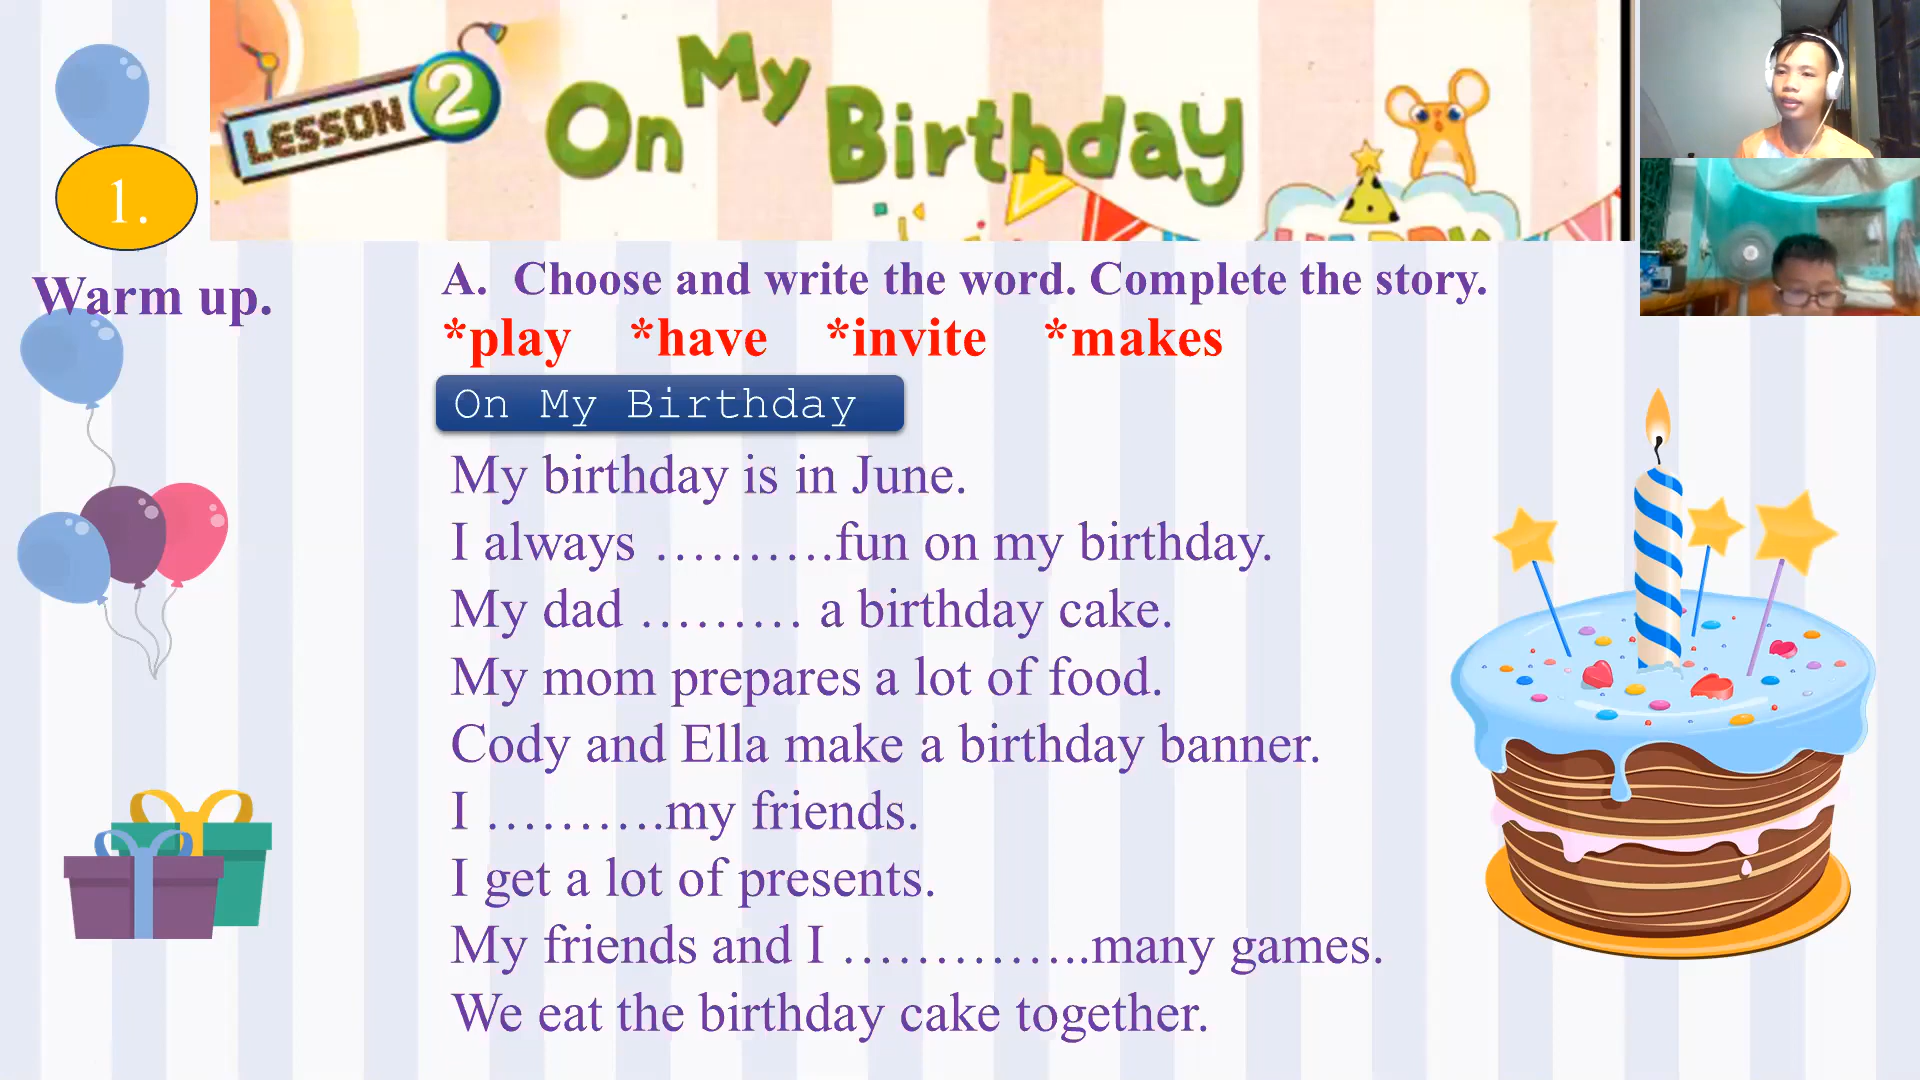 LESSON 2
On My Birthday
HAPPY
1.
Warm up.
A. Choose and write the word. Complete the story.
*play *have *invite *makes
On My Birthday
My birthday is in June.
I always ……….fun on my birthday.
My dad ……… a birthday cake.
My mom prepares a lot of food.
Cody and Ella make a birthday banner.
I ……….my friends.
I get a lot of presents.
My friends and I …………..many games.
We eat the birthday cake together.